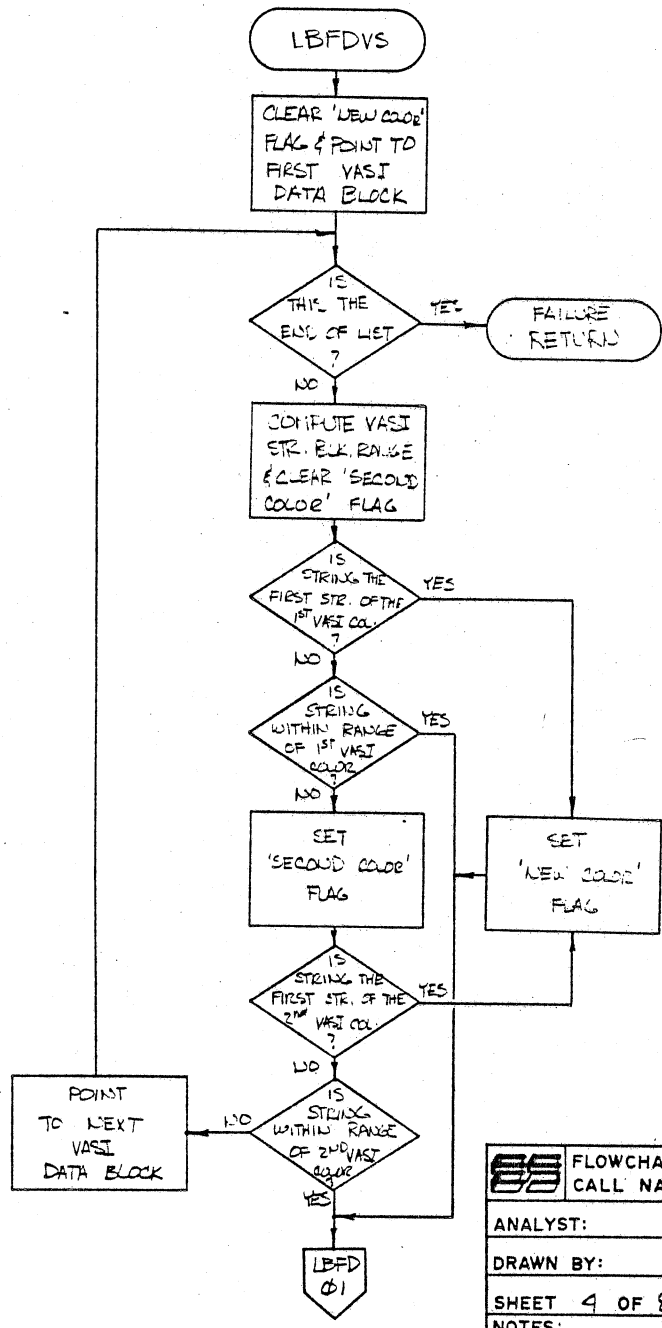 LBFDVS
CLEAR 'NEW COLOR'
FLAG & POINT TO
FIRST VASI
DATA BLOCK
IS
THIS THE
END OF LIST
?
YES
FAILURE
RETURN
NO
COMPUTE VASI
STR. BLK. RANGE
& CLEAR 'SECOND
COLOR' FLAG
IS
STRING THE
FIRST STR. OF THE
1ST VASI COL.
?
YES
NO
IS
STRING
WITHIN RANGE
OF 1ST VASI
COLOR
?
YES
NO
SET
'SECOND COLOR'
FLAG
SET
'NEW COLOR'
FLAG
IS
STRING THE
FIRST STR. OF THE
2ND VASI COL.
?
YES
NO
IS
STRING
WITHIN RANGE
OF 2ND VASI
COLOR
NO
POINT
TO NEXT
VASI
DATA BLOCK
YES
LBFD
Ø1
FLOWCHA
CALL NA
ANALYST:
DRAWN BY:
SHEET 4 OF 8
NOTES: